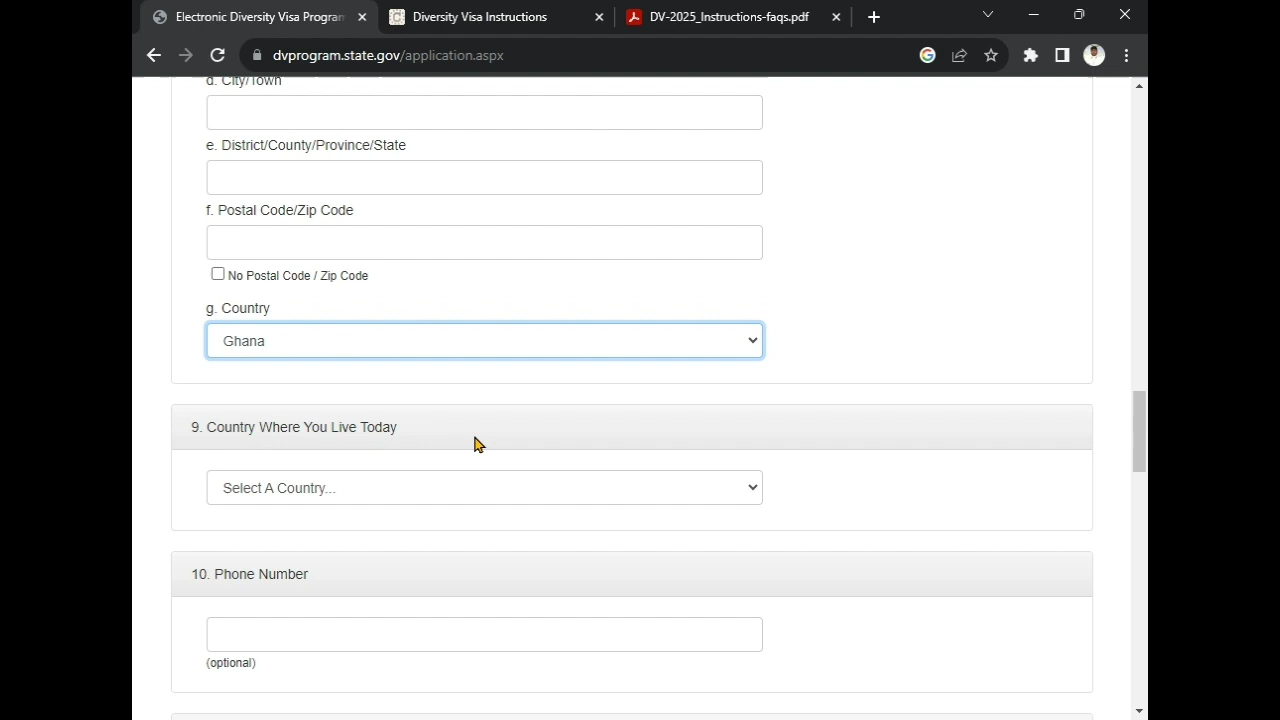 Electronic Diversity Visa Program
Diversity Visa Instructions
DV-2025_Instructions-faqs.pdf
dvprogram.state.gov/application.aspx
d. City/Town
e. District/County/Province/State
f. Postal Code/Zip Code
No Postal Code / Zip Code
g. Country
Ghana
9. Country Where You Live Today
Select A Country...
10. Phone Number
(optional)